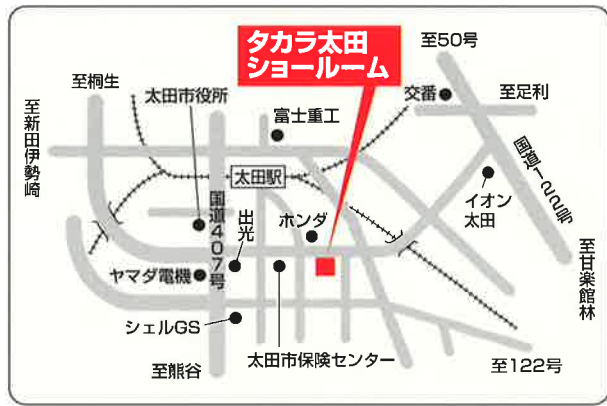 タカラ太田
ショールーム
至50号
至桐生
太田市役所
富士重工
交番
至足利
至新田伊勢崎
太田駅
国道122号
イオン
太田
国道407号
出光
ホンダ
至甘楽館林
ヤマダ電機
シェルGS
太田市保険センター
至122号
至熊谷